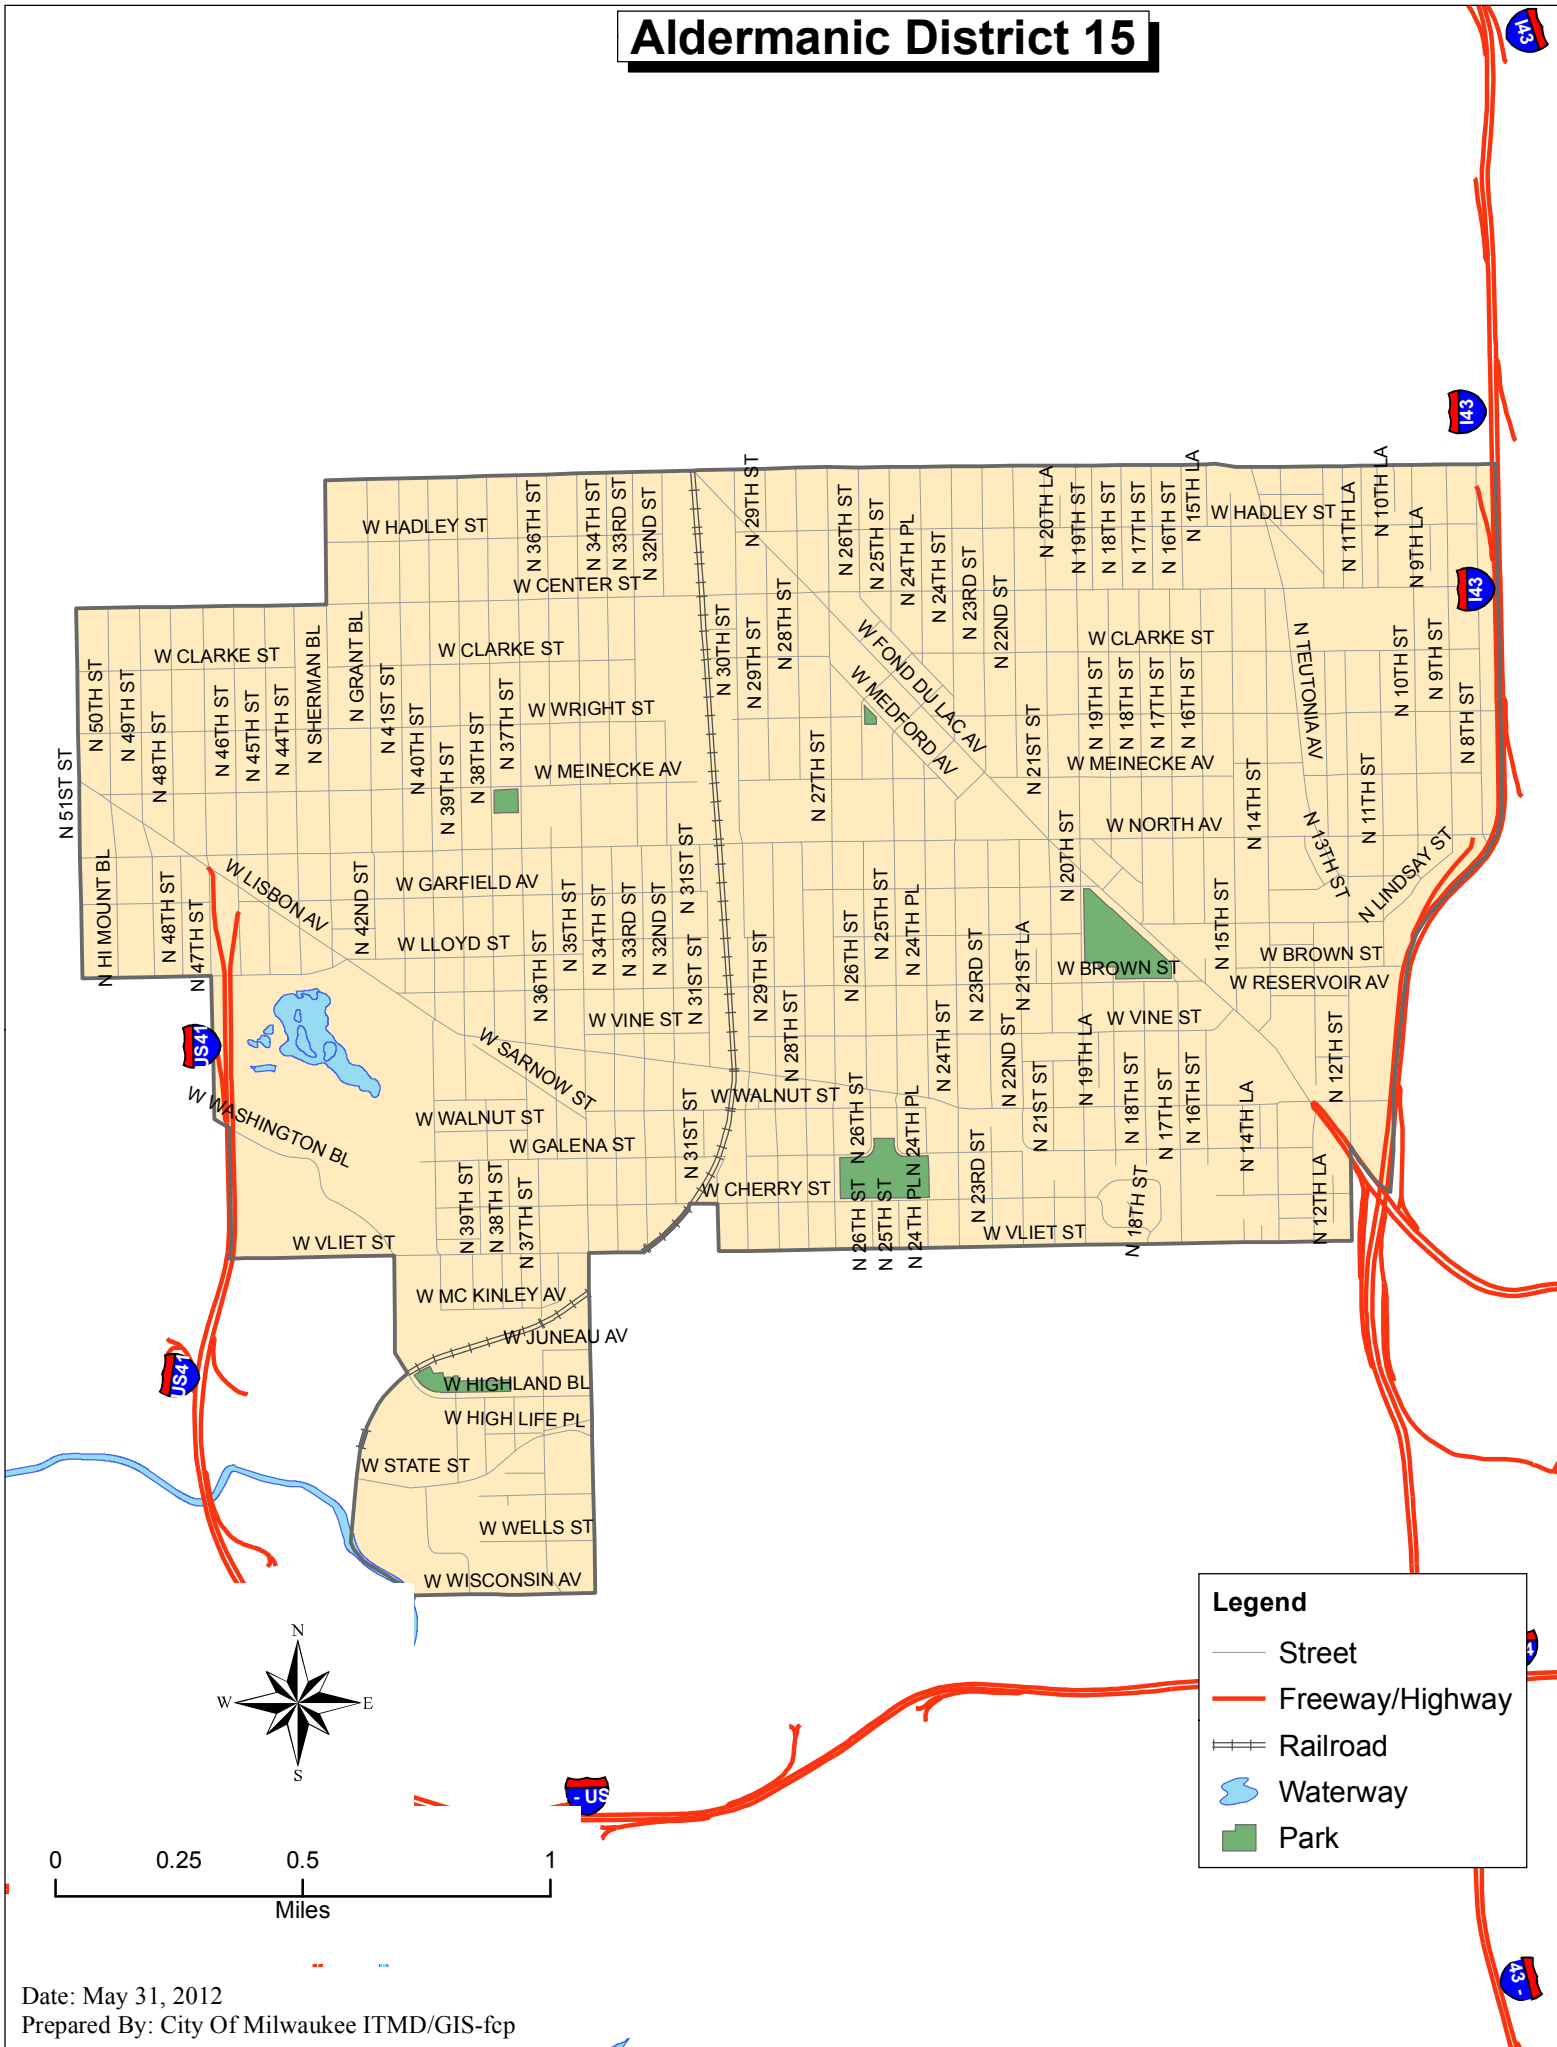 Aldermanic District 15
I43
I43
N 29TH ST
N 15TH LA
N 10TH LA
N 20TH LA
N 36TH ST
N 34TH ST
N 33RD ST
N 32ND ST
N 26TH ST
N 25TH ST
N 24TH PL
N 24TH ST
N 23RD ST
N 22ND ST
N 19TH ST
N 18TH ST
N 17TH ST
N 16TH ST
N 11TH LA
N 9TH LA
W HADLEY ST
W HADLEY ST
W CENTER ST
I43
N 30TH ST
N 29TH ST
N 28TH ST
W CLARKE ST
W CLARKE ST
W CLARKE ST
W FOND DU LAC AV
W MEDFORD AV
N TEUTONIA AV
N 10TH ST
N 9TH ST
N 8TH ST
N 50TH ST
N 49TH ST
N 48TH ST
N 46TH ST
N 45TH ST
N 44TH ST
N SHERMAN BL
N GRANT BL
N 41ST ST
N 40TH ST
N 39TH ST
N 38TH ST
N 37TH ST
W WRIGHT ST
N 19TH ST
N 18TH ST
N 17TH ST
N 16TH ST
N 21ST ST
N 51ST ST
W MEINECKE AV
W MEINECKE AV
N 27TH ST
N 14TH ST
N 11TH ST
W NORTH AV
N 20TH ST
N 13TH ST
N LINDSAY ST
N HI MOUNT BL
N 48TH ST
N 47TH ST
W LISBON AV
N 42ND ST
W GARFIELD AV
N 35TH ST
N 34TH ST
N 33RD ST
N 32ND ST
N 31ST ST
N 25TH ST
N 24TH PL
N 26TH ST
N 15TH ST
W LLOYD ST
N 36TH ST
N 31ST ST
N 29TH ST
N 23RD ST
N 21ST LA
W BROWN ST
W BROWN ST
W RESERVOIR AV
N 28TH ST
N 24TH ST
N 22ND ST
N 19TH LA
W VINE ST
W VINE ST
N 12TH ST
US41
W SARNOW ST
W WASHINGTON BL
W WALNUT ST
W WALNUT ST
N 26TH ST
N 24TH PL
N 21ST ST
N 18TH ST
N 17TH ST
N 16TH ST
N 14TH LA
W GALENA ST
N 31ST ST
N 39TH ST
N 38TH ST
N 37TH ST
W CHERRY ST
N 26TH ST
N 25TH ST
N 24TH PL
N 23RD ST
N 18TH ST
N 12TH LA
W VLIET ST
W VLIET ST
W MC KINLEY AV
W JUNEAU AV
US41
W HIGHLAND BL
W HIGH LIFE PL
W STATE ST
W WELLS ST
W WISCONSIN AV
N
W E
S
Legend
Street
Freeway/Highway
Railroad
Waterway
Park
4
- US
43 -
0 0.25 0.5 1
Miles
Date: May 31, 2012
Prepared By: City Of Milwaukee ITMD/GIS-fcp